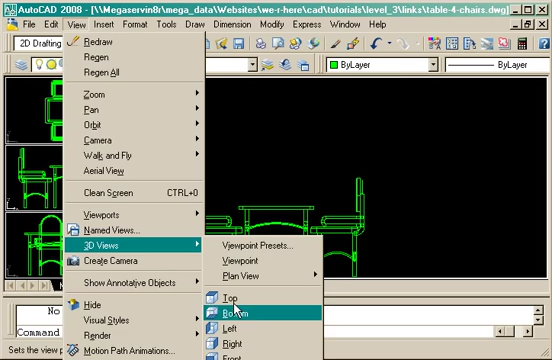 AutoCAD 2008 - [\\Megaservin8r\mega_data\Websites\we-r-here\cad\tutorials\level_3\links\table-4-chairs.dwg]
File Edit View Insert Format Tools Draw Dimension Modify Express Window Help
2D Drafting
Redraw
Regen
Regen All
ByLayer
ByLayer
Zoom
Pan
Orbit
Camera
Walk and Fly
Aerial View
Clean Screen CTRL+0
Viewports
Named Views...
3D Views
Viewpoint Presets...
Create Camera
Viewpoint
Plan View
Show Annotative Objects
Top
Hide
No
Bottom
Visual Styles
Left
Render
Command
Right
Motion Path Animations...
Sets the view p
Front